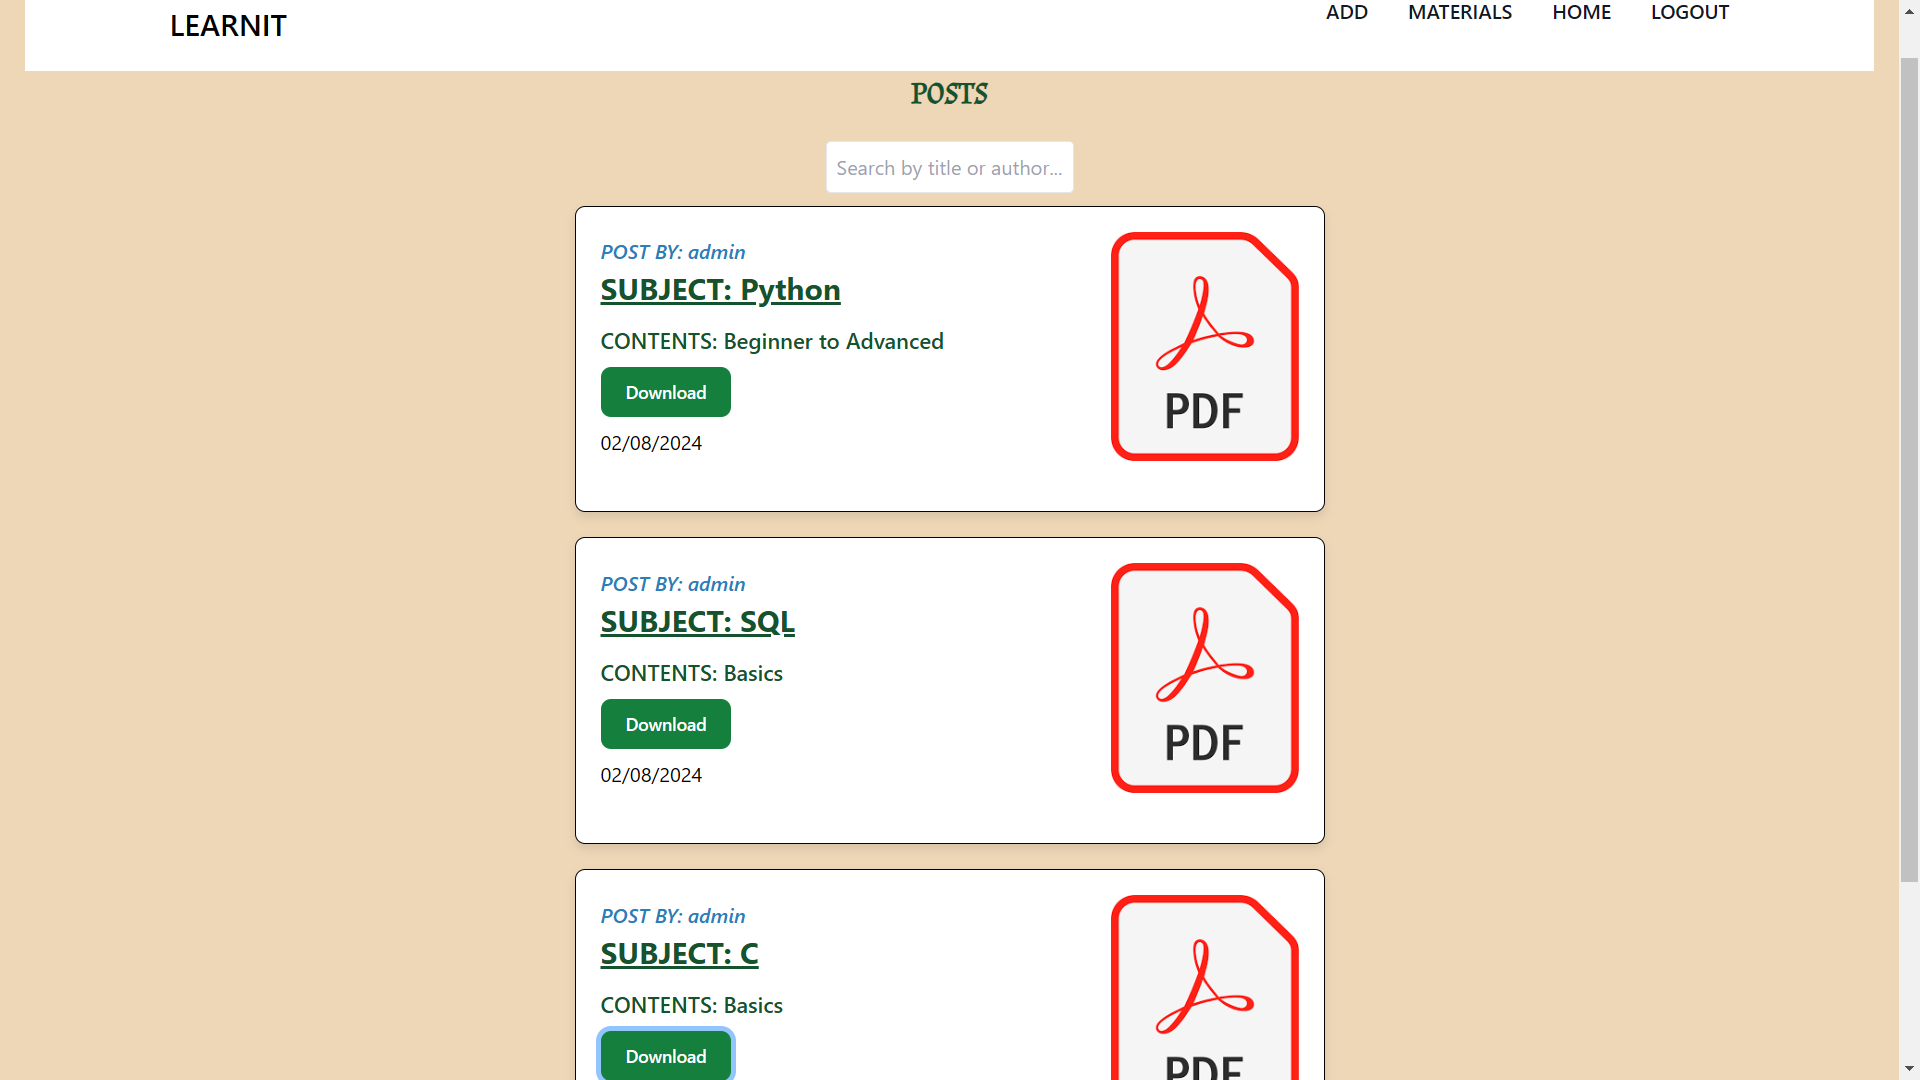 LEARNIT
ADD MATERIALS HOME LOGOUT
POSTS
Search by title or author...
POST BY: admin
SUBJECT: Python
CONTENTS: Beginner to Advanced
Download
02/08/2024
PDF
POST BY: admin
SUBJECT: SQL
CONTENTS: Basics
Download
02/08/2024
PDF
POST BY: admin
SUBJECT: C
CONTENTS: Basics
Download
PDF